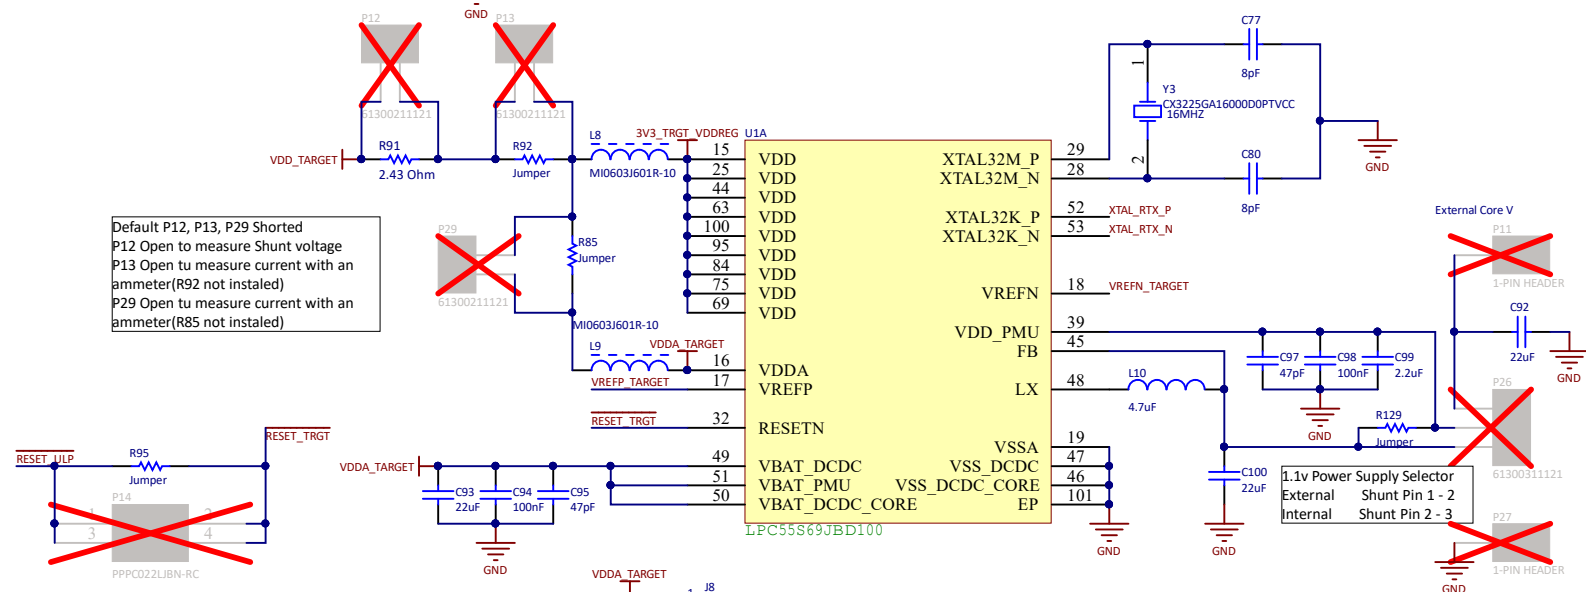 P12
P13
GND
61300211121
61300211121
VDD_TARGET
R91
2.43 Ohm
R92
Jumper
L8
MI0603J601R-10
3V3_TRGT_VDDREG
U1A
Default P12, P13, P29 Shorted
P12 Open to measure Shunt voltage
P13 Open tu measure current with an
ammeter(R92 not instaled)
P29 Open tu measure current with an
ammeter(R85 not instaled)
P29
61300211121
R85
Jumper
MI0603J601R-10
L9
VDDA_TARGET
VREFP_TARGET
RESET_TRGT
15 VDD
25 VDD
44 VDD
63 VDD
100 VDD
95 VDD
84 VDD
75 VDD
69 VDD
16 VDDA
17 VREFP
32 RESETN
49 VBAT_DCDC
51 VBAT_PMU
50 VBAT_DCDC_CORE
XTAL32M_P 29
XTAL32M_N 28
XTAL32K_P 52
XTAL32K_N 53
VREFN 18
VDD_PMU 39
FB 45
LX 48
VSSA 19
VSS_DCDC 47
VSS_DCDC_CORE 46
EP 101
LPC55S69JBD100
XTAL_RTX_P
XTAL_RTX_N
VREFN_TARGET
1
2
Y3
CX3225GA16000D0PTVCC
16MHZ
C77
8pF
C80
8pF
GND
External Core V
P11
1-PIN HEADER
C92
22uF
GND
C97
47pF
C98
100nF
C99
2.2uF
GND
L10
4.7uF
R129
Jumper
P26
61300311121
C100
22uF
GND
GND
1.1v Power Supply Selector
External Shunt Pin 1 - 2
Internal Shunt Pin 2 - 3
P27
1-PIN HEADER
GND
RESET_ULP
R95
Jumper
RESET_TRGT
P14
1 2
3 4
PPPC022LJBN-RC
VDDA_TARGET
C93
22uF
C94
100nF
C95
47pF
GND
VDDA_TARGET
1
J8